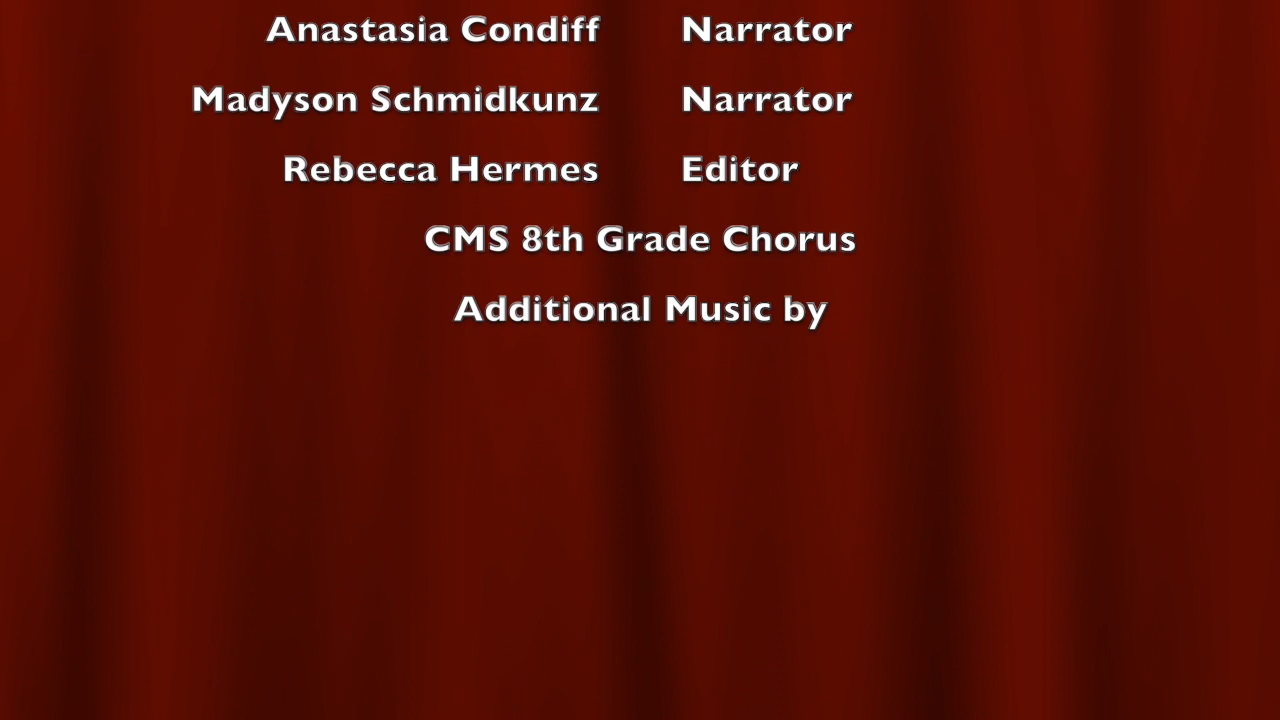 Anastasia Condiff Narrator
Madyson Schmidkunz Narrator
Rebecca Hermes Editor
CMS 8th Grade Chorus
Additional Music by